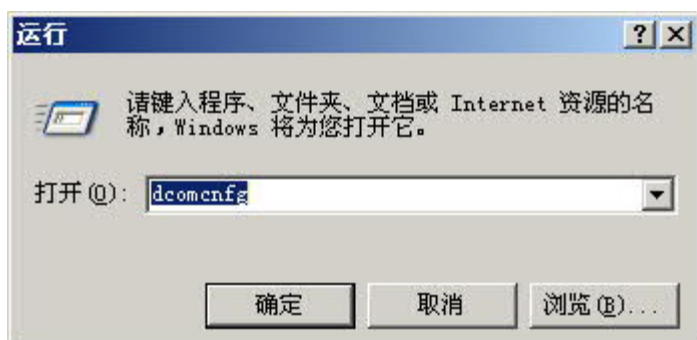 运行
请键入程序、文件夹、文档或 Internet 资源的名
称，Windows 将为您打开它。
打开(O): dcomcnfg
确定 取消 浏览(B)...